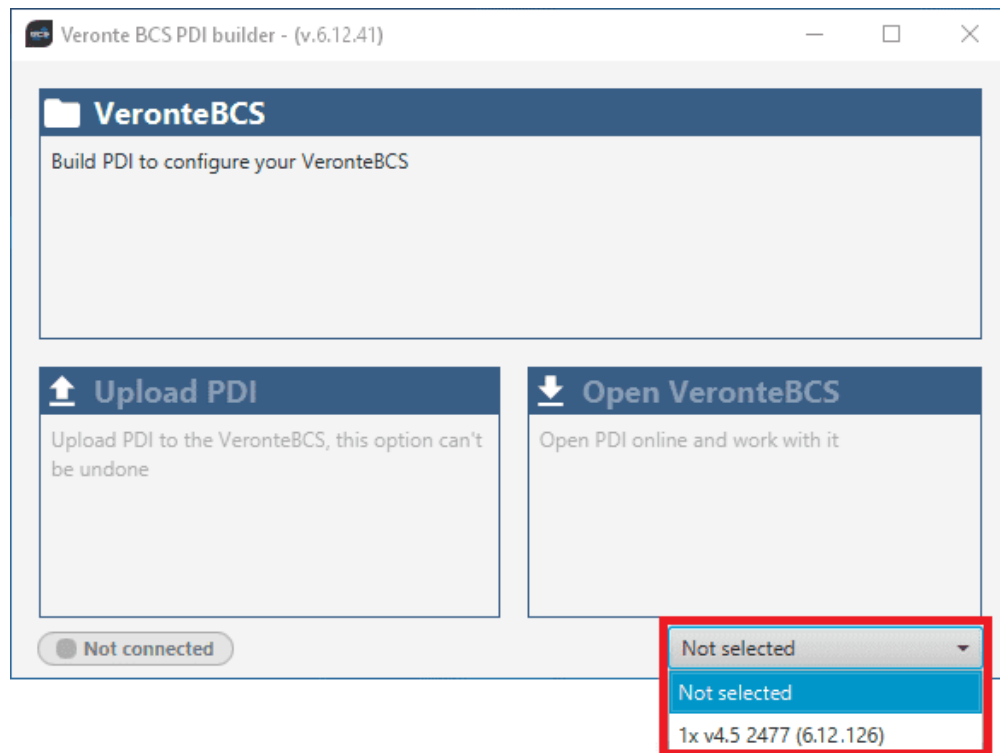 Veronte BCS PDI builder - (v.6.12.41)
VeronteBCS
Build PDI to configure your VeronteBCS
Upload PDI
Upload PDI to the VeronteBCS, this option can't
be undone
Open VeronteBCS
Open PDI online and work with it
Not connected
Not selected
Not selected
1x v4.5 2477 (6.12.126)